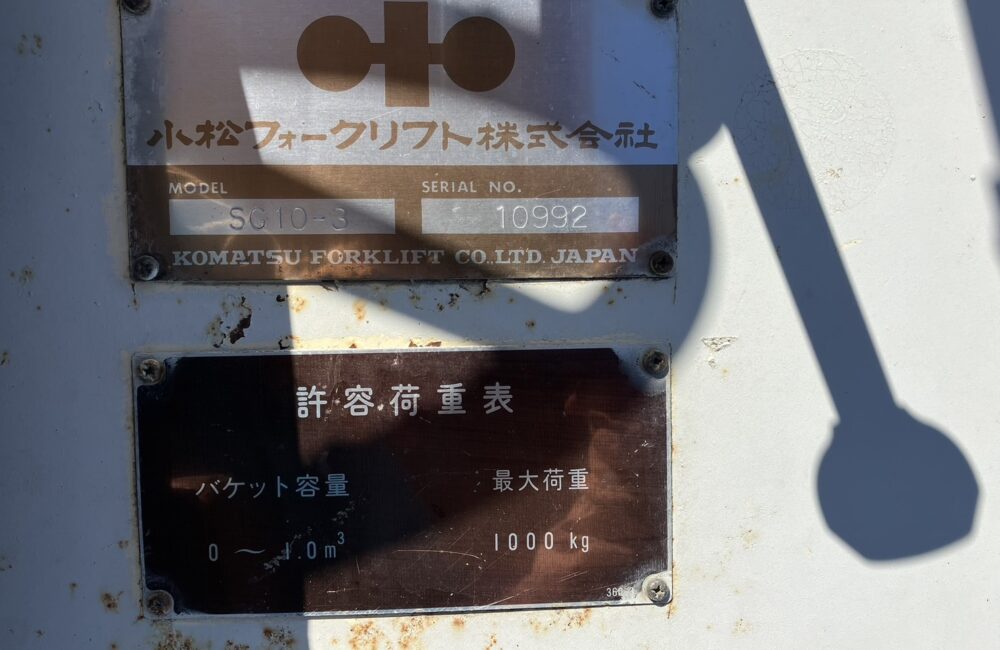 小松フォークリフト株式会社
MODEL SERIAL NO.
SG10-3 10992
KOMATSU FORKLIFT CO.LTD. JAPAN
許容荷重表
バケット容量 最大荷重
0 ～ 1.0m³ 1000 kg